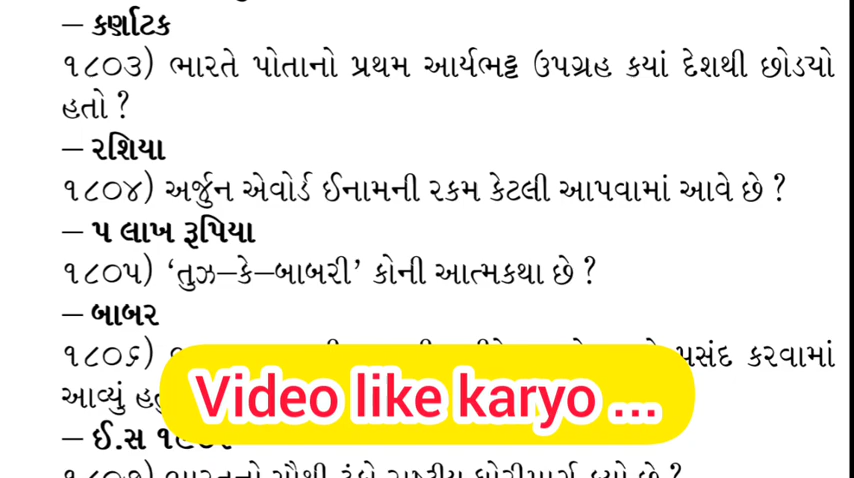 – કર્ણાટક
૧૮૦૩) ભારતે પોતાનો પ્રથમ આર્યભટ્ટ ઉપગ્રહ કયાં દેશથી છોડયો
હતો ?
– રશિયા
૧૮૦૪) અર્જુન એવોર્ડ ઈનામની રકમ કેટલી આપવામાં આવે છે ?
– ૫ લાખ રૂપિયા
૧૮૦૫) ‘તુઝ–કે–બાબરી’ કોની આત્મકથા છે ?
– બાબર
૧૮૦૬) પસંદ કરવામાં
આવ્યું
Video like karyo ...
– ઈ.સ